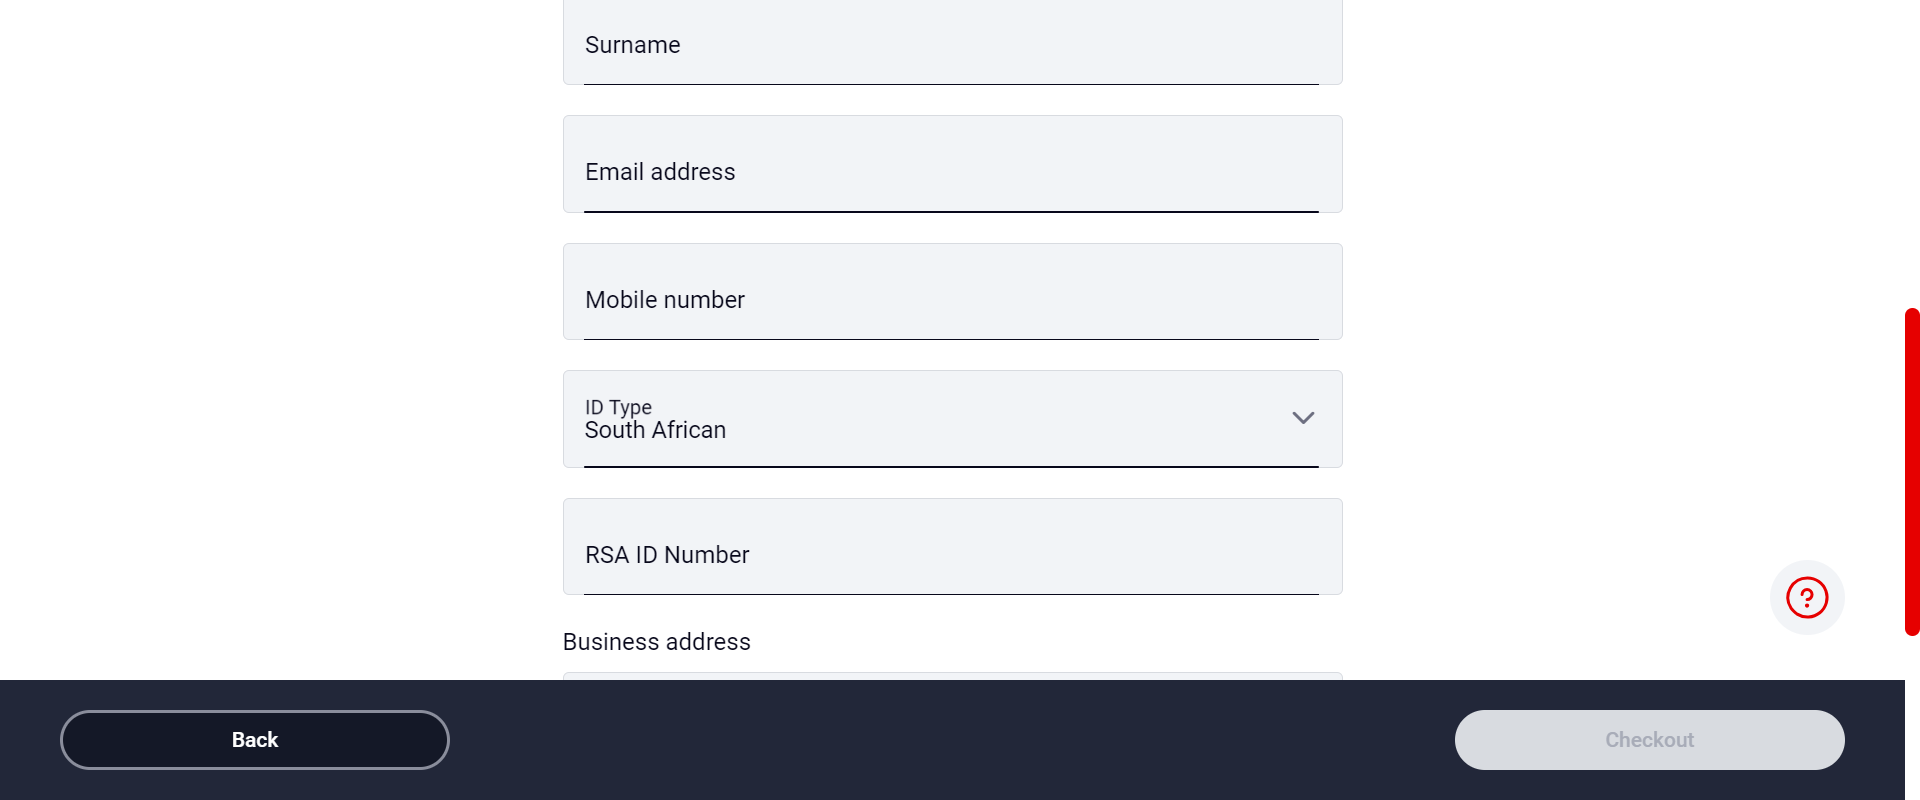 Surname
Email address
Mobile number
ID Type
South African
RSA ID Number
Business address
Back
Checkout